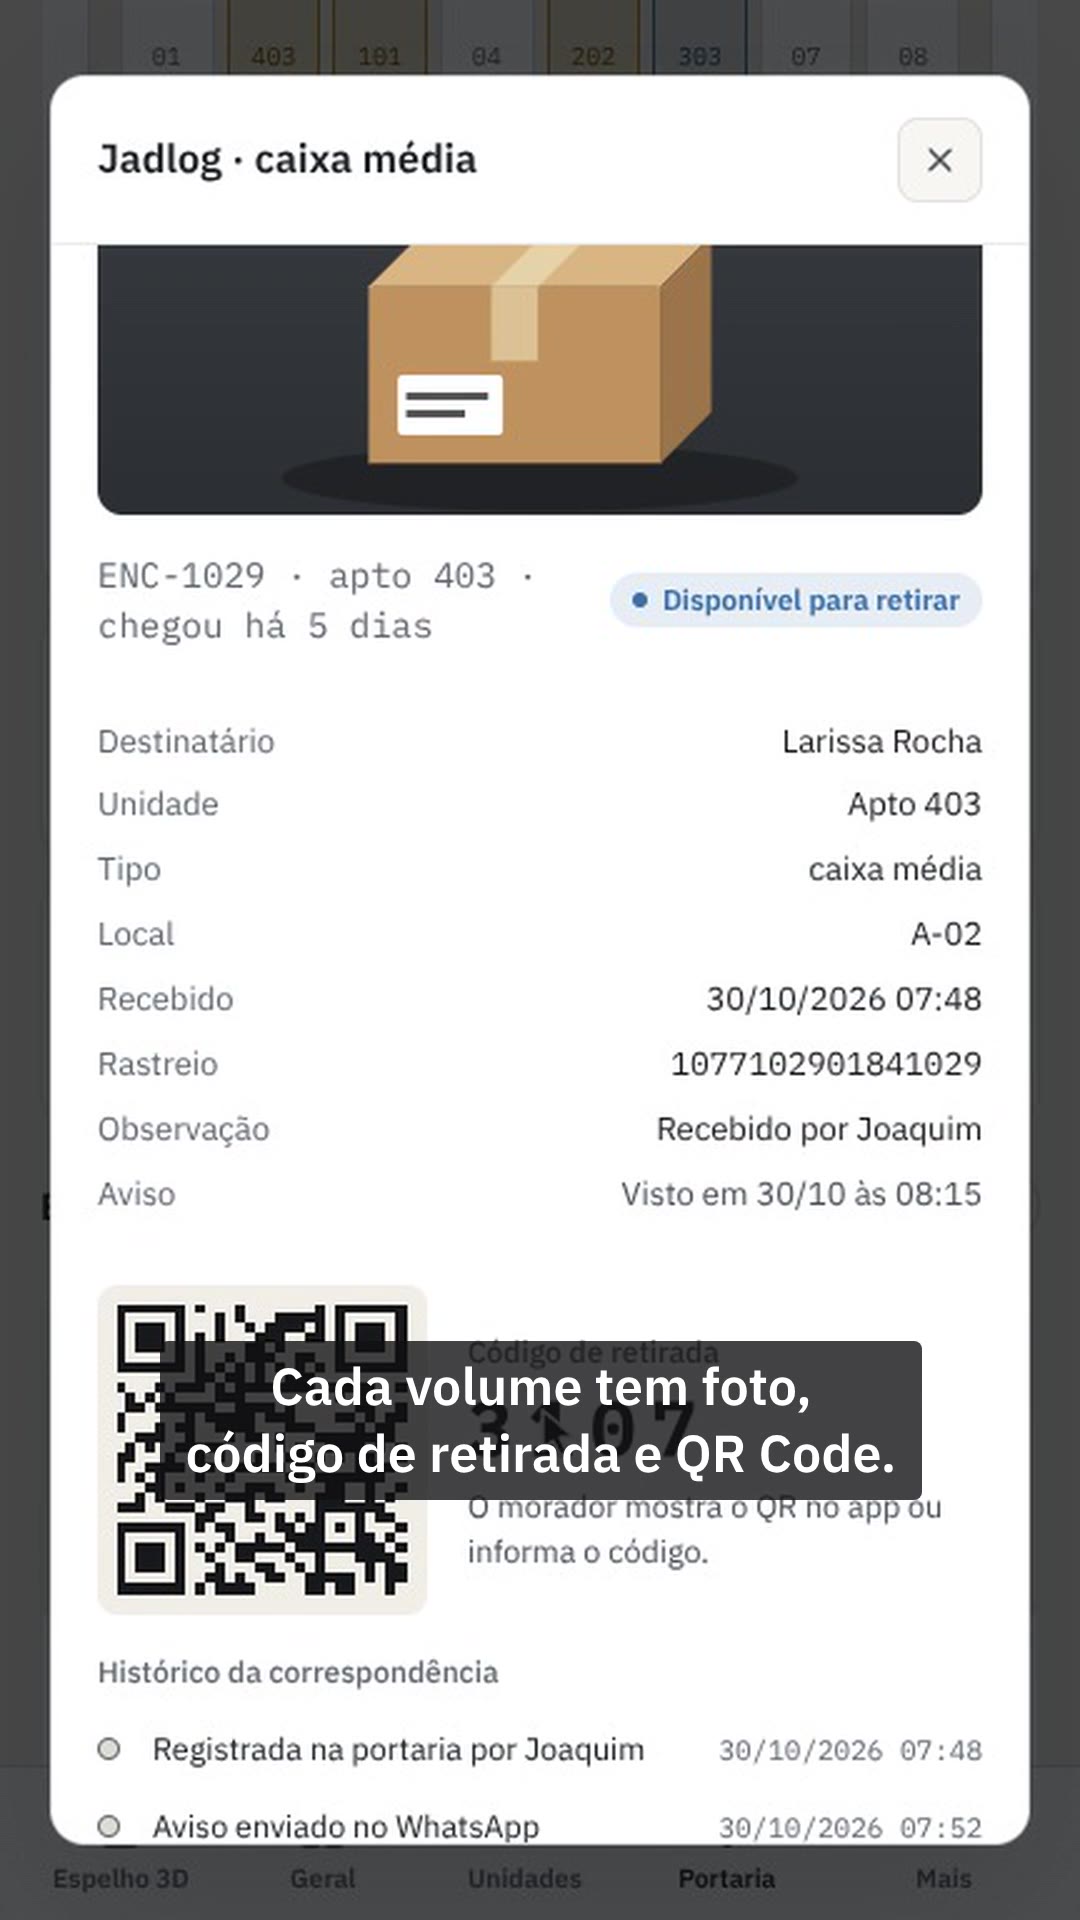 01 403 101 04 202 303 07 08
Jadlog · caixa média
ENC-1029 · apto 403 ·
chegou há 5 dias
Disponível para retirar
Destinatário Larissa Rocha
Unidade Apto 403
Tipo caixa média
Local A-02
Recebido 30/10/2026 07:48
Rastreio 1077102901841029
Observação Recebido por Joaquim
Aviso Visto em 30/10 às 08:15
Código de retirada
Cada volume tem foto,
código de retirada e QR Code.
O morador mostra o QR no app ou
informa o código.
Histórico da correspondência
Registrada na portaria por Joaquim 30/10/2026 07:48
Aviso enviado no WhatsApp 30/10/2026 07:52
Espelho 3D Geral Unidades Portaria Mais